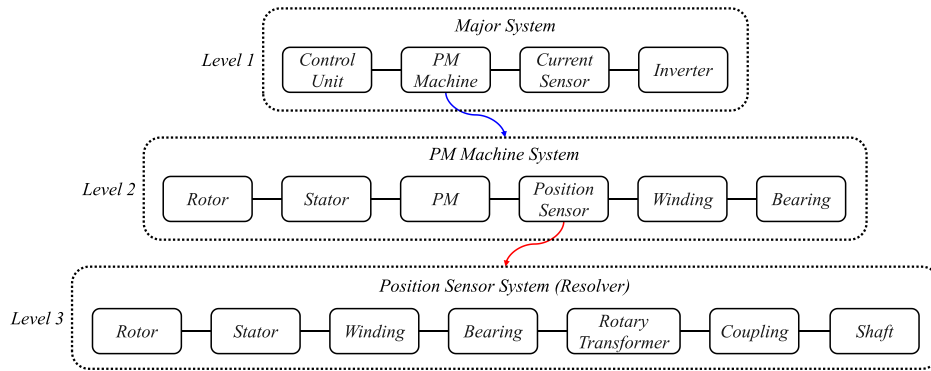 Major System
Level 1
Control
Unit
PM
Machine
Current
Sensor
Inverter
PM Machine System
Level 2
Rotor
Stator
PM
Position
Sensor
Winding
Bearing
Position Sensor System (Resolver)
Level 3
Rotor
Stator
Winding
Bearing
Rotary
Transformer
Coupling
Shaft